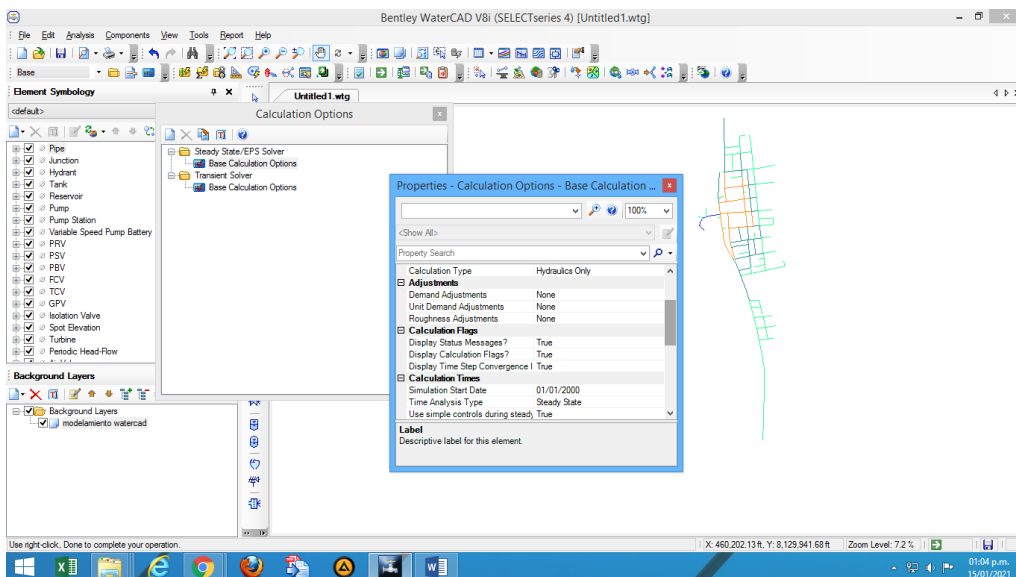 Bentley WaterCAD V8i (SELECTseries 4) [Untitled1.wtg]
File Edit Analysis Components View Tools Report Help
Base
Element Symbology
Untitled1.wtg
<default>
Calculation Options
Pipe
Junction
Hydrant
Tank
Reservoir
Pump
Pump Station
Variable Speed Pump Battery
PRV
PSV
PBV
FCV
TCV
GPV
Isolation Valve
Spot Elevation
Turbine
Periodic Head-Flow
Steady State/EPS Solver
Base Calculation Options
Transient Solver
Base Calculation Options
Properties - Calculation Options - Base Calculation ...
100%
<Show All>
Property Search
Calculation Type Hydraulics Only
Adjustments
Demand Adjustments None
Unit Demand Adjustments None
Roughness Adjustments None
Calculation Flags
Display Status Messages? True
Display Calculation Flags? True
Display Time Step Convergence I True
Calculation Times
Simulation Start Date 01/01/2000
Time Analysis Type Steady State
Use simple controls during steady True
Label
Descriptive label for this element.
Background Layers
Background Layers
modelamiento watercad
Use right-click, Done to complete your operation.
X: 460,202.13 ft, Y: 8,129,941.68 ft Zoom Level: 7.2 %
01:04 p.m.
15/01/2021